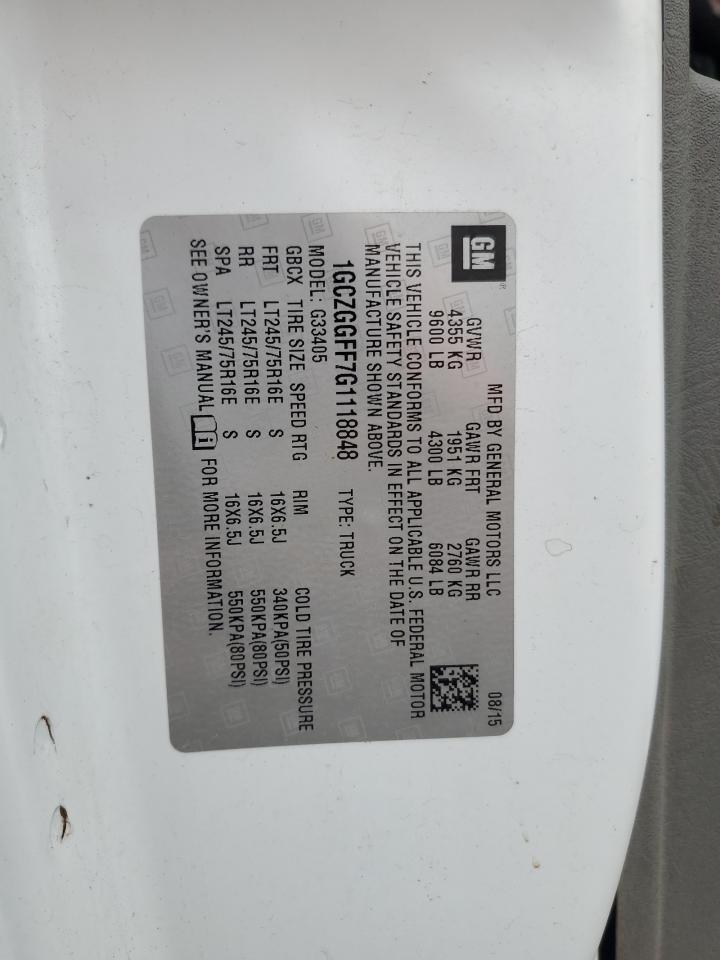 GM
MFD BY GENERAL MOTORS LLC 08/15
GVWR GAWR FRT GAWR RR
4355 KG 1951 KG 2760 KG
9600 LB 4300 LB 6084 LB
THIS VEHICLE CONFORMS TO ALL APPLICABLE U.S. FEDERAL MOTOR
VEHICLE SAFETY STANDARDS IN EFFECT ON THE DATE OF
MANUFACTURE SHOWN ABOVE.
1GCZGGFF7G1118848 TYPE: TRUCK
MODEL: G33405
GBCX TIRE SIZE SPEED RTG RIM COLD TIRE PRESSURE
FRT LT245/75R16E S 16X6.5J 340KPA(50PSI)
RR LT245/75R16E S 16X6.5J 550KPA(80PSI)
SPA LT245/75R16E S 16X6.5J 550KPA(80PSI)
SEE OWNER'S MANUAL FOR MORE INFORMATION.